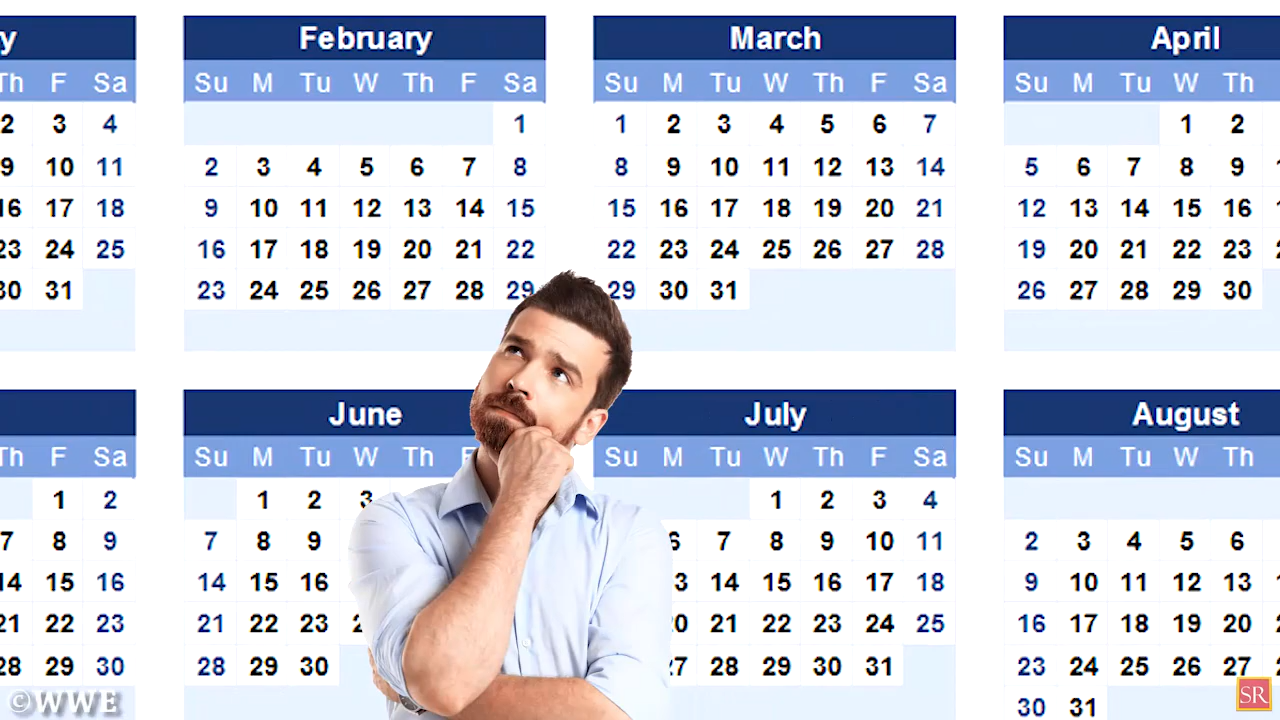 y February March April
Th F Sa Su M Tu W Th F Sa Su M Tu W Th F Sa Su M Tu W Th
2 3 4 1 1 2 3 4 5 6 7 1 2
9 10 11 2 3 4 5 6 7 8 8 9 10 11 12 13 14 5 6 7 8 9
16 17 18 9 10 11 12 13 14 15 15 16 17 18 19 20 21 12 13 14 15 16
23 24 25 16 17 18 19 20 21 22 22 23 24 25 26 27 28 19 20 21 22 23
30 31 23 24 25 26 27 28 29 29 30 31 26 27 28 29 30
June July August
Th F Sa Su M Tu W Th F Su M Tu W Th F Sa Su M Tu W Th
1 2 1 2 3 1 2 3 4
7 8 9 7 8 9 6 7 8 9 10 11 2 3 4 5 6
14 15 16 14 15 16 13 14 15 16 17 18 9 10 11 12 13
21 22 23 21 22 23 20 21 22 23 24 25 16 17 18 19 20
28 29 30 28 29 30 27 28 29 30 31 23 24 25 26 27
30 31
©WWE SR